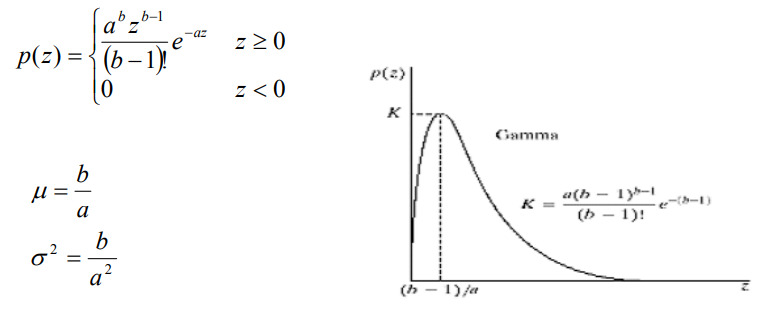 p(z) = { a^b z^(b−1) / (b−1)! e^(−az)   z ≥ 0
0   z < 0
μ = b / a
σ² = b / a²
p(z)
K
Gamma
K = a(b − 1)^(b−1) / (b − 1)! e^(−(b−1))
(b − 1)/a
z